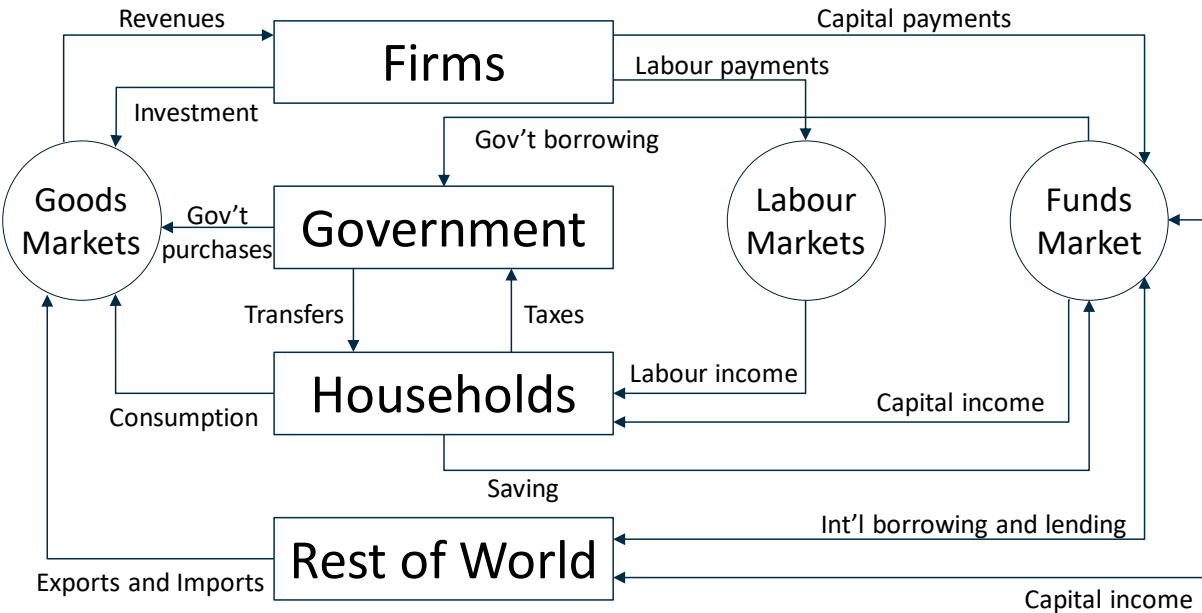 Revenues
Capital payments
Firms
Labour payments
Investment
Gov’t borrowing
Goods
Markets
Gov’t
purchases
Government
Labour
Markets
Funds
Market
Transfers
Taxes
Households
Labour income
Capital income
Consumption
Saving
Int’l borrowing and lending
Rest of World
Exports and Imports
Capital income